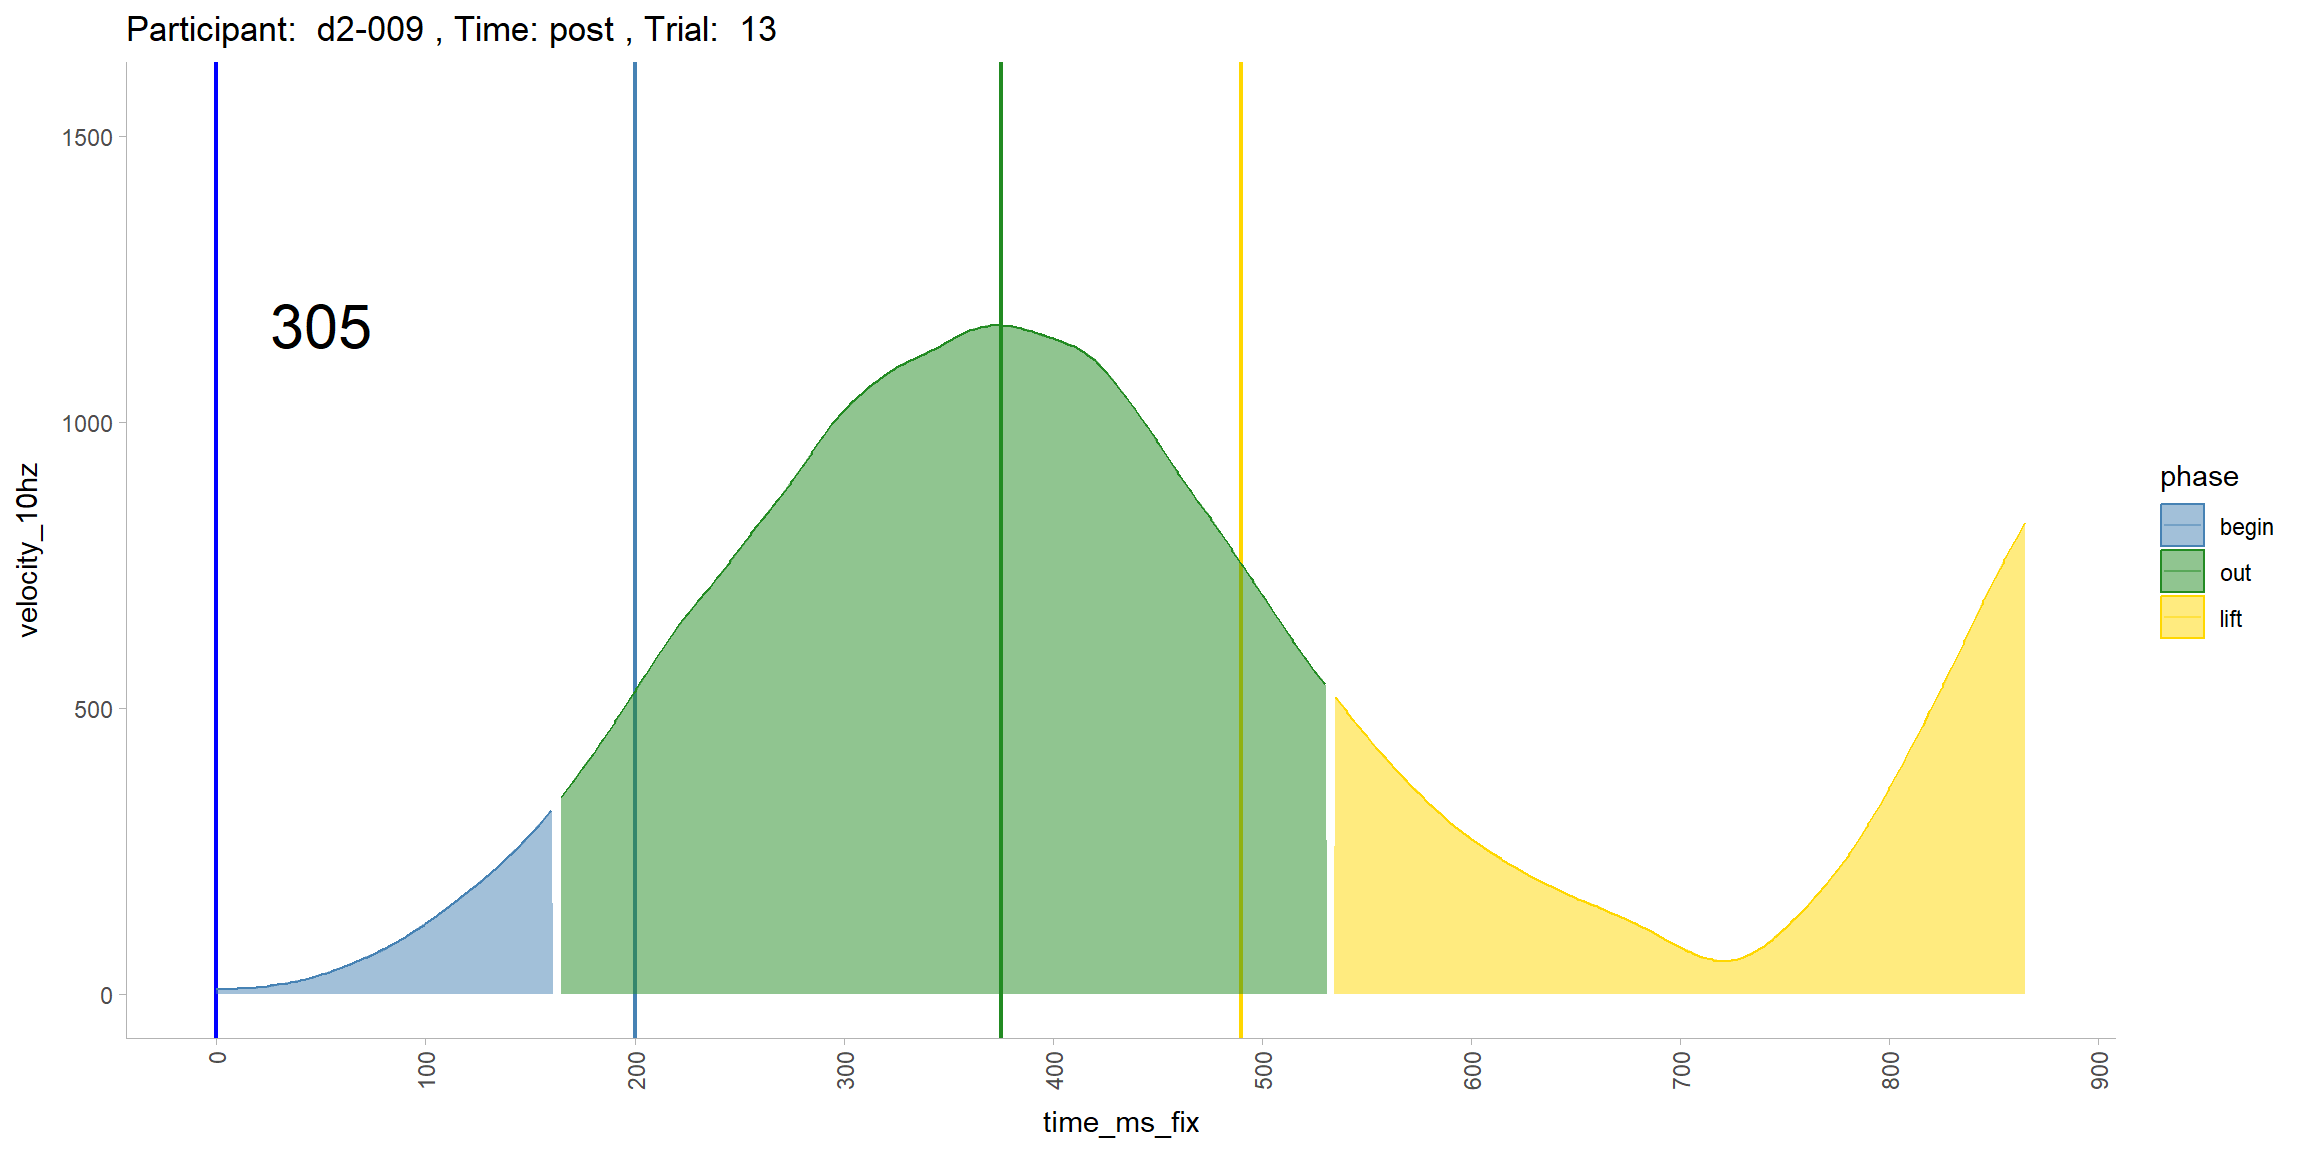 Participant:  d2-009 , Time: post , Trial:  13
1500
1000
500
0
305
velocity_10hz
0
100
200
300
400
500
600
700
800
900
time_ms_fix
phase
begin
out
lift